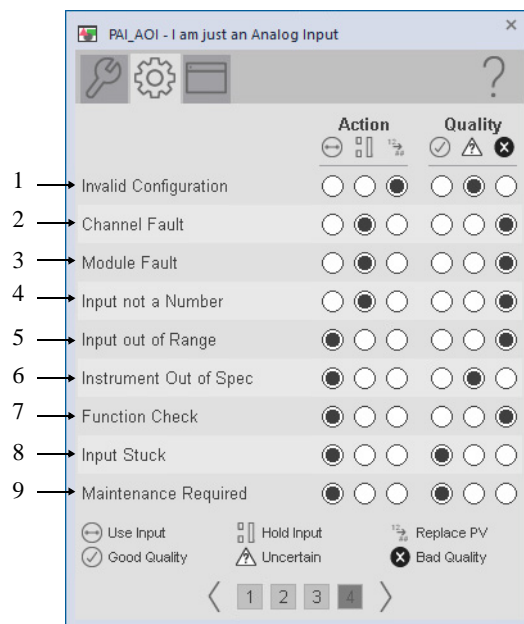 PAI_AOI - I am just an Analog Input
×
?
Action Quality
12 ##
1 Invalid Configuration
2 Channel Fault
3 Module Fault
4 Input not a Number
5 Input out of Range
6 Instrument Out of Spec
7 Function Check
8 Input Stuck
9 Maintenance Required
Use Input Hold Input 12 ## Replace PV
Good Quality ? Uncertain Bad Quality
1 2 3 4